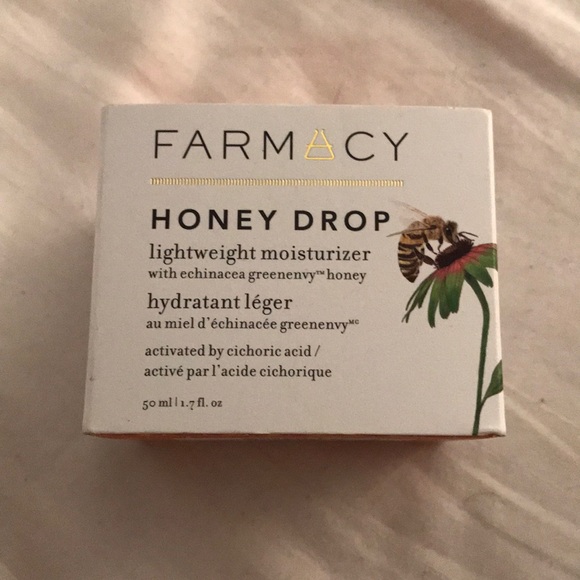 FARMACY
HONEY DROP
lightweight moisturizer
with echinacea greenenvy™ honey
hydratant léger
au miel d'échinacée greenenvyᴹᶜ
activated by cichoric acid /
activé par l'acide cichorique
50 ml | 1.7 fl. oz